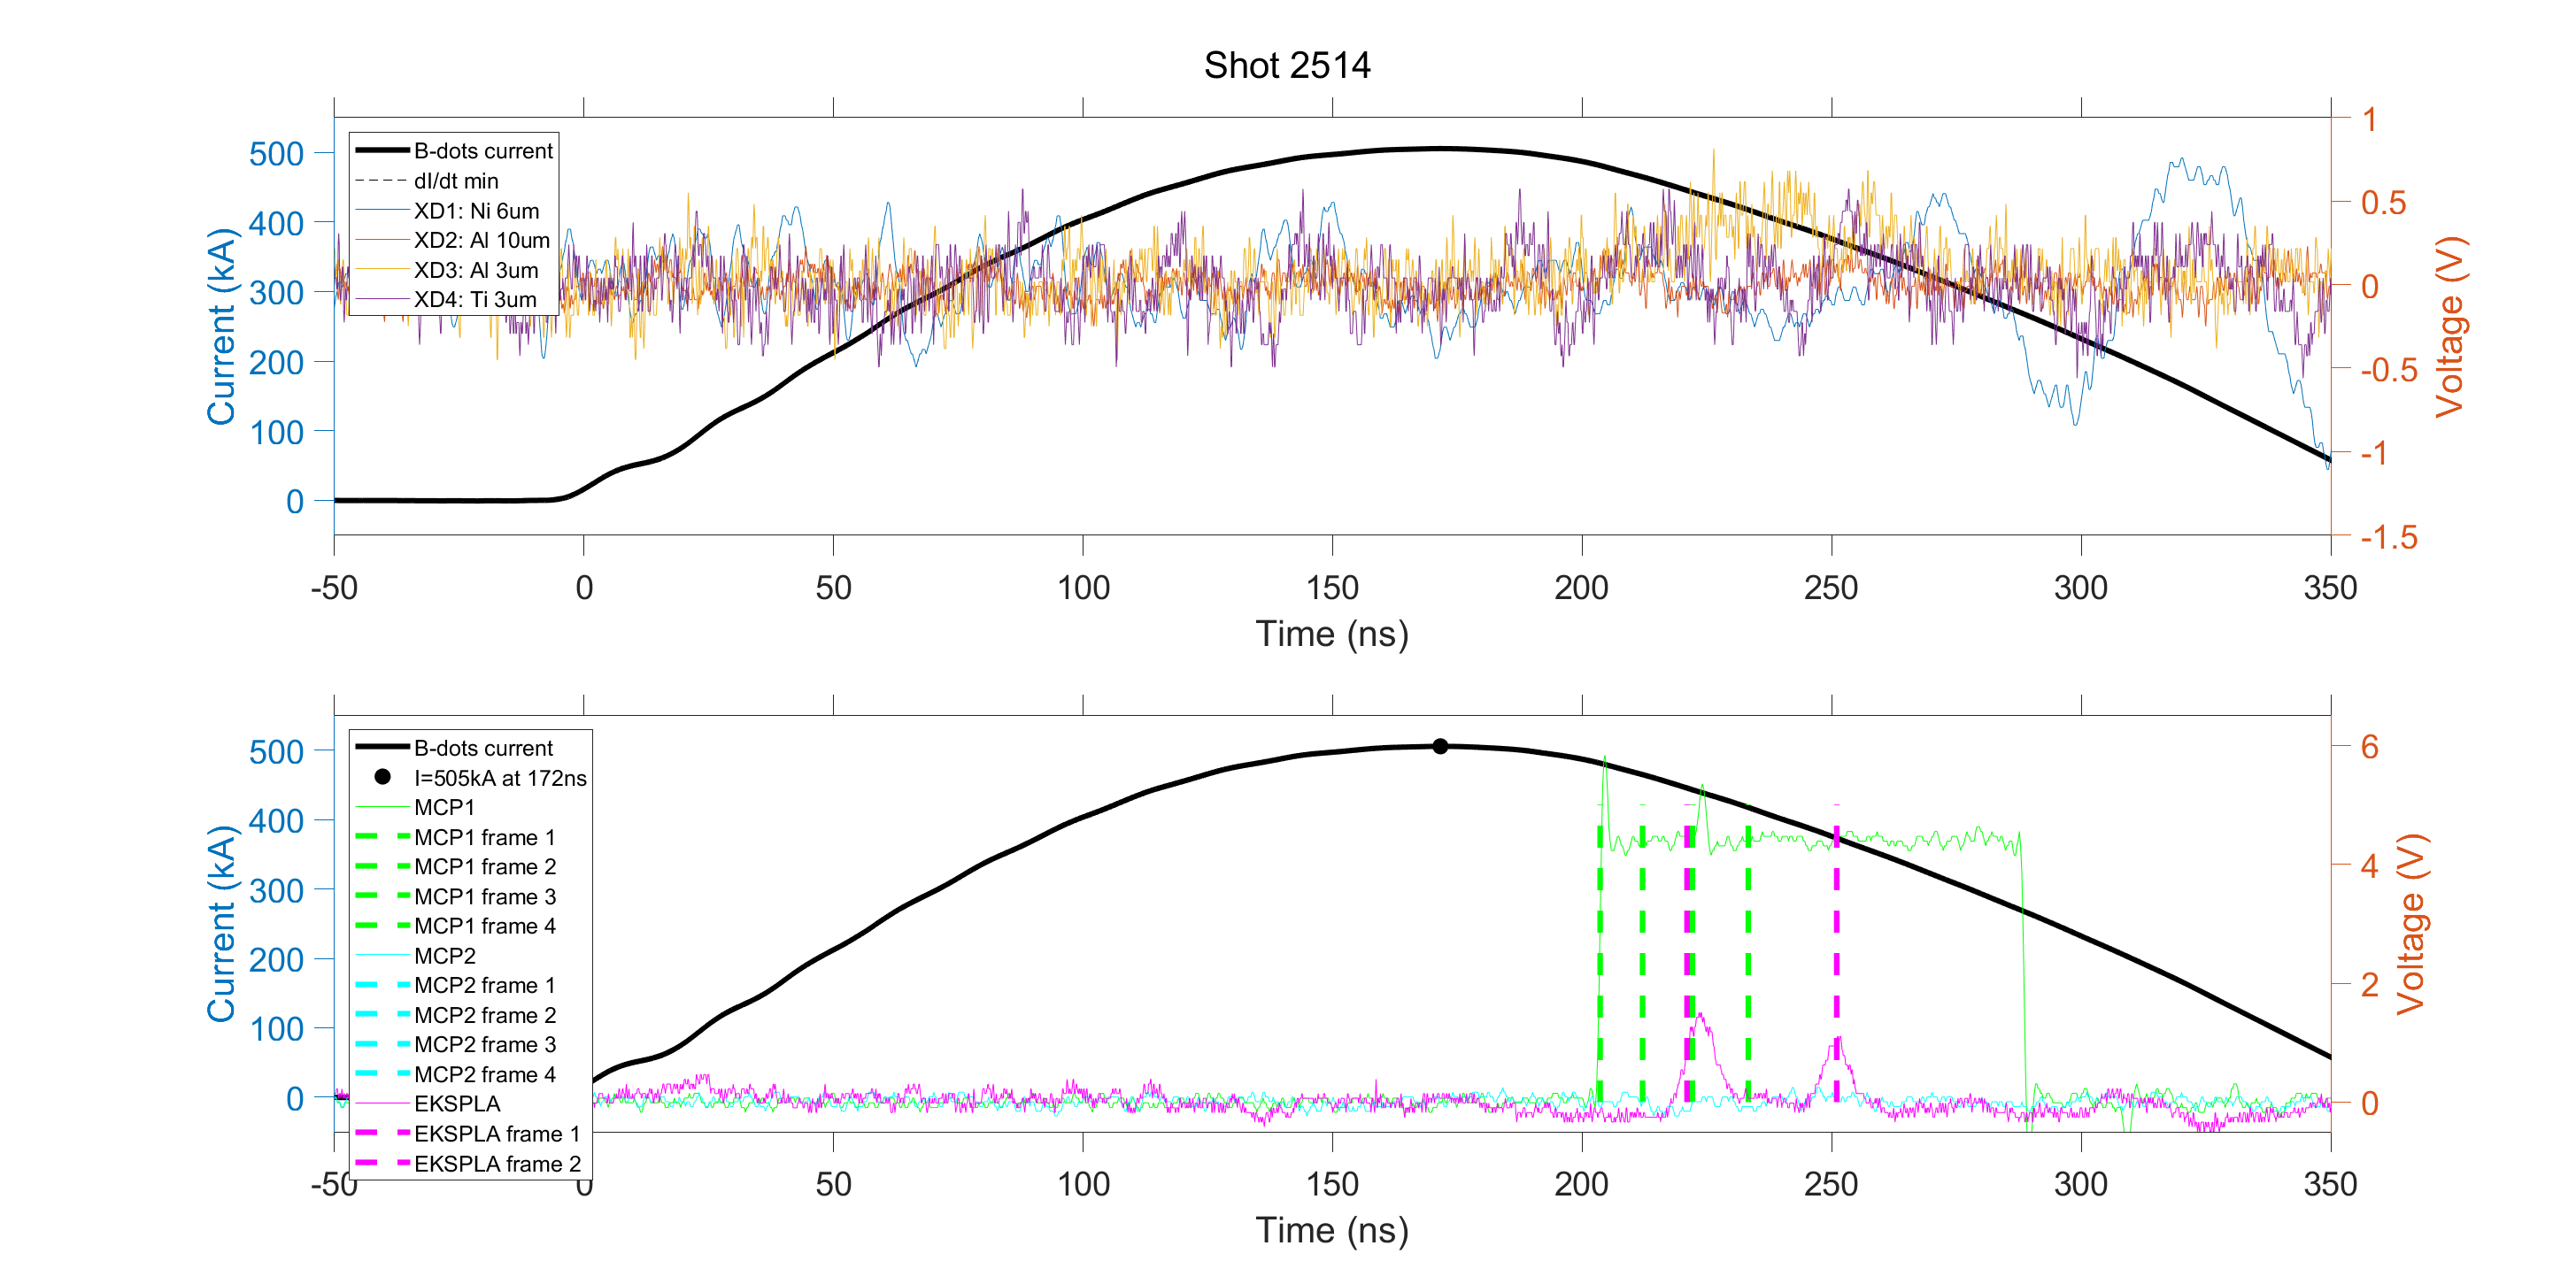 Shot 2514
B-dots current
dI/dt min
XD1: Ni 6um
XD2: Al 10um
XD3: Al 3um
XD4: Ti 3um
Current (kA)
500
400
300
200
100
0
1
0.5
0
-0.5
-1
-1.5
Voltage (V)
-50 0 50 100 150 200 250 300 350
Time (ns)
B-dots current
I=505kA at 172ns
MCP1
MCP1 frame 1
MCP1 frame 2
MCP1 frame 3
MCP1 frame 4
MCP2
MCP2 frame 1
MCP2 frame 2
MCP2 frame 3
MCP2 frame 4
EKSPLA
EKSPLA frame 1
EKSPLA frame 2
Current (kA)
500
400
300
200
100
0
6
4
2
0
Voltage (V)
-50 0 50 100 150 200 250 300 350
Time (ns)